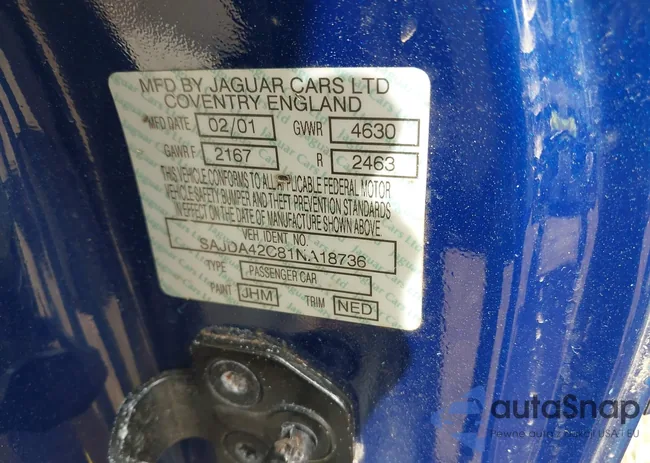 MFD BY JAGUAR CARS LTD
COVENTRY ENGLAND
MFD DATE 02/01 GVWR 4630
GAWR F 2167 R 2463
THIS VEHICLE CONFORMS TO ALL APPLICABLE FEDERAL MOTOR
VEHICLE SAFETY BUMPER AND THEFT PREVENTION STANDARDS
IN EFFECT ON THE DATE OF MANUFACTURE SHOWN ABOVE
VEH. IDENT NO.
SAJDA42C81NA18736
TYPE PASSENGER CAR
PAINT JHM TRIM NED
autoSnap